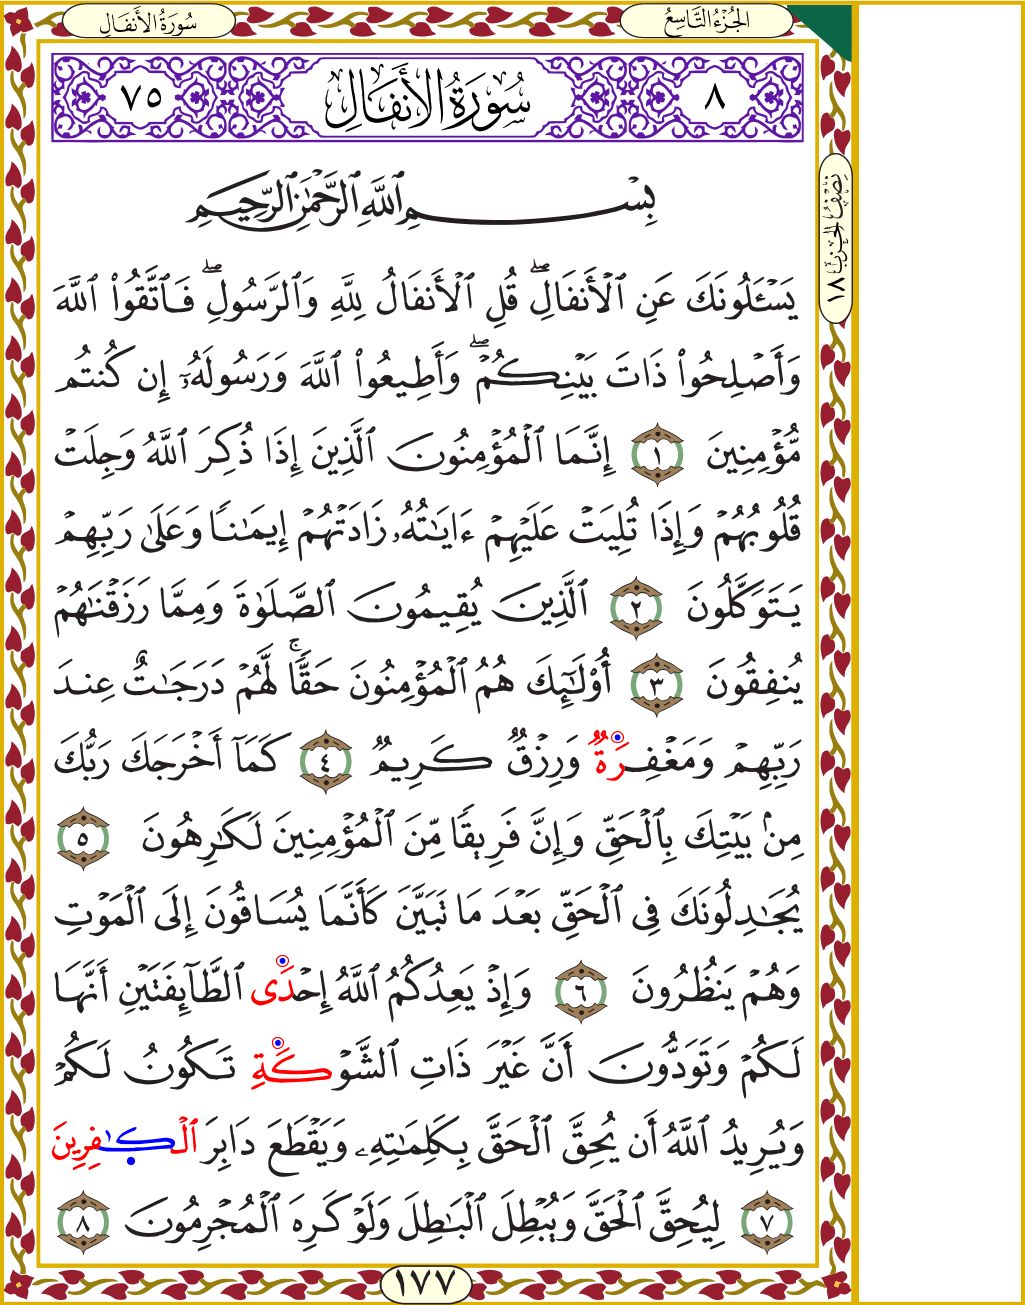 سُورَةُ الأَنفَالِ
الجُزْءُ التَّاسِعُ
٨ سُورَةُ الأَنفَالِ ٧٥
نِصْفُ الحِزْبِ ١٨
بِسْمِ ٱللَّهِ ٱلرَّحْمَٰنِ ٱلرَّحِيمِ
يَسْـَٔلُونَكَ عَنِ ٱلْأَنفَالِۖ قُلِ ٱلْأَنفَالُ لِلَّهِ وَٱلرَّسُولِۖ فَٱتَّقُوا۟ ٱللَّهَ
وَأَصْلِحُوا۟ ذَاتَ بَيْنِكُمْۖ وَأَطِيعُوا۟ ٱللَّهَ وَرَسُولَهُۥٓ إِن كُنتُم
مُّؤْمِنِينَ ١ إِنَّمَا ٱلْمُؤْمِنُونَ ٱلَّذِينَ إِذَا ذُكِرَ ٱللَّهُ وَجِلَتْ
قُلُوبُهُمْ وَإِذَا تُلِيَتْ عَلَيْهِمْ ءَايَٰتُهُۥ زَادَتْهُمْ إِيمَٰنًا وَعَلَىٰ رَبِّهِمْ
يَتَوَكَّلُونَ ٢ ٱلَّذِينَ يُقِيمُونَ ٱلصَّلَوٰةَ وَمِمَّا رَزَقْنَٰهُمْ
يُنفِقُونَ ٣ أُو۟لَٰٓئِكَ هُمُ ٱلْمُؤْمِنُونَ حَقًّاۚ لَّهُمْ دَرَجَٰتٌ عِندَ
رَبِّهِمْ وَمَغْفِرَةٌ وَرِزْقٌ كَرِيمٌ ٤ كَمَآ أَخْرَجَكَ رَبُّكَ
مِنۢ بَيْتِكَ بِٱلْحَقِّ وَإِنَّ فَرِيقًا مِّنَ ٱلْمُؤْمِنِينَ لَكَٰرِهُونَ ٥
يُجَٰدِلُونَكَ فِى ٱلْحَقِّ بَعْدَ مَا تَبَيَّنَ كَأَنَّمَا يُسَاقُونَ إِلَى ٱلْمَوْتِ
وَهُمْ يَنظُرُونَ ٦ وَإِذْ يَعِدُكُمُ ٱللَّهُ إِحْدَى ٱلطَّآئِفَتَيْنِ أَنَّهَا
لَكُمْ وَتَوَدُّونَ أَنَّ غَيْرَ ذَاتِ ٱلشَّوْكَةِ تَكُونُ لَكُمْ
وَيُرِيدُ ٱللَّهُ أَن يُحِقَّ ٱلْحَقَّ بِكَلِمَٰتِهِۦ وَيَقْطَعَ دَابِرَ ٱلْكَٰفِرِينَ
٧ لِيُحِقَّ ٱلْحَقَّ وَيُبْطِلَ ٱلْبَٰطِلَ وَلَوْ كَرِهَ ٱلْمُجْرِمُونَ ٨
١٧٧